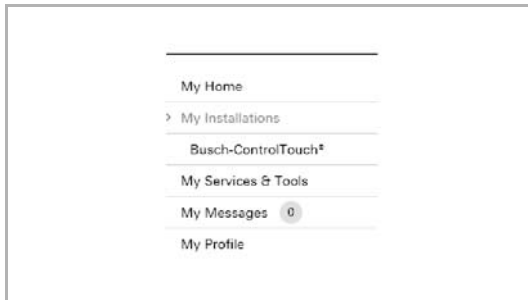 My Home
> My Installations
Busch-ControlTouch®
My Services & Tools
My Messages 0
My Profile